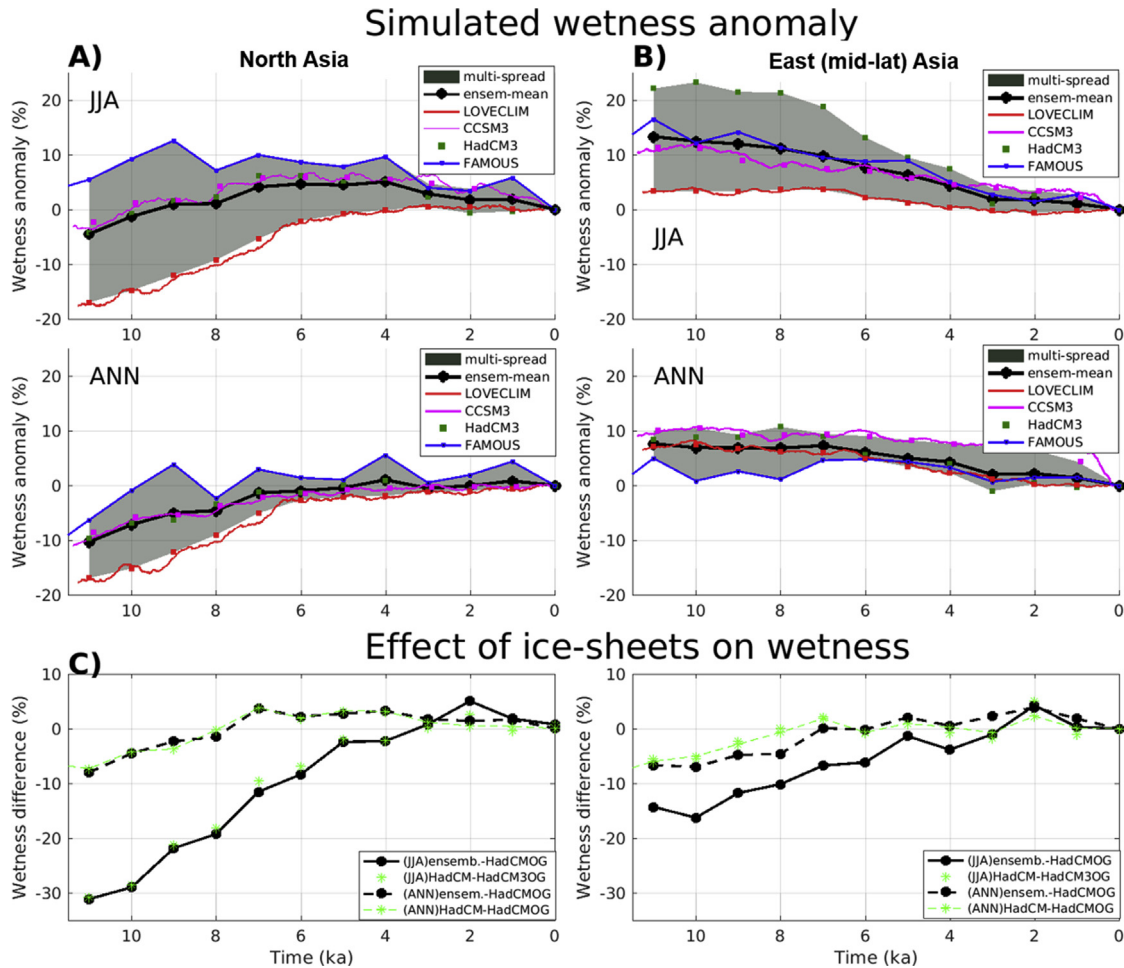 Simulated wetness anomaly
A)
North Asia
JJA
multi-spread
ensem-mean
LOVECLIM
CCSM3
HadCM3
FAMOUS
Wetness anomaly (%)
20
10
0
-10
-20
10 8 6 4 2 0
B)
East (mid-lat) Asia
JJA
multi-spread
ensem-mean
LOVECLIM
CCSM3
HadCM3
FAMOUS
Wetness anomaly (%)
20
10
0
-10
-20
10 8 6 4 2 0
ANN
multi-spread
ensem-mean
LOVECLIM
CCSM3
HadCM3
FAMOUS
Wetness anomaly (%)
20
10
0
-10
-20
10 8 6 4 2 0
ANN
multi-spread
ensem-mean
LOVECLIM
CCSM3
HadCM3
FAMOUS
Wetness anomaly (%)
20
10
0
-10
-20
10 8 6 4 2 0
C)
Effect of ice-sheets on wetness
Wetness difference (%)
10
0
-10
-20
-30
10 8 6 4 2 0
Time (ka)
(JJA)ensemb.-HadCMOG
(JJA)HadCM-HadCM3OG
(ANN)ensem.-HadCMOG
(ANN)HadCM-HadCMOG
Wetness difference (%)
10
0
-10
-20
-30
10 8 6 4 2 0
Time (ka)
(JJA)ensemb.-HadCMOG
(JJA)HadCM-HadCM3OG
(ANN)ensem.-HadCMOG
(ANN)HadCM-HadCMOG